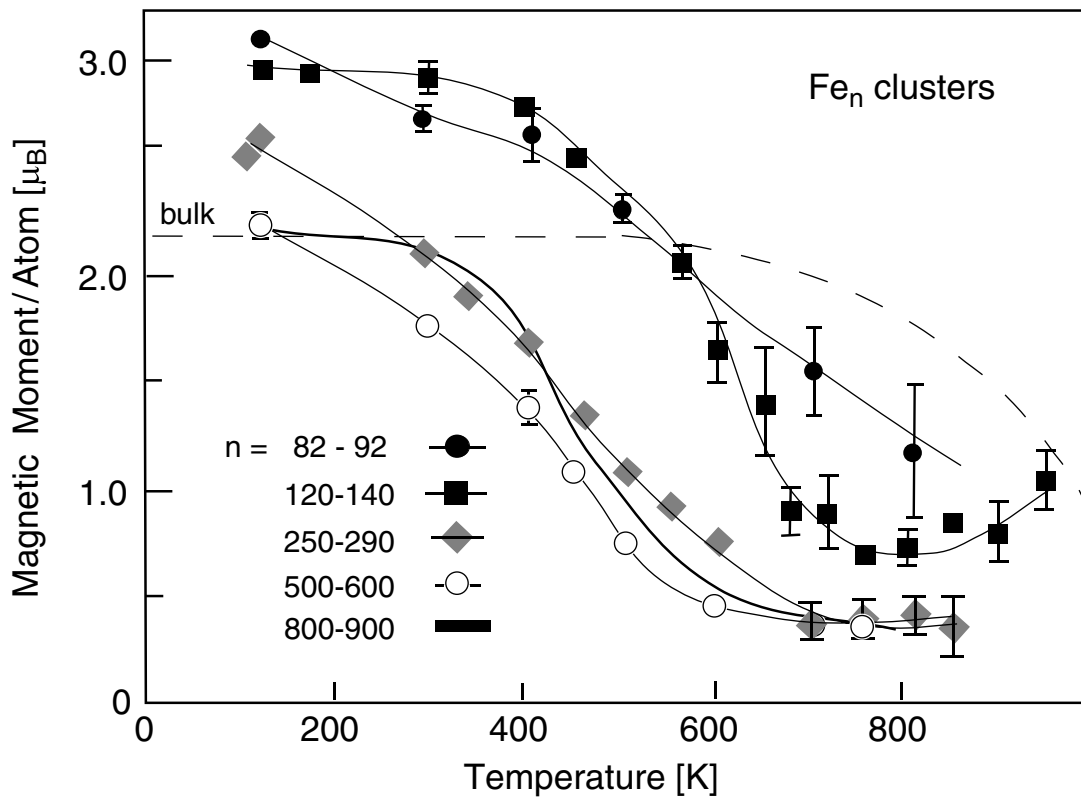 Magnetic Moment/Atom [μB]
3.0
2.0
1.0
0
Fen clusters
bulk
n = 82 - 92
120-140
250-290
500-600
800-900
0 200 400 600 800
Temperature [K]